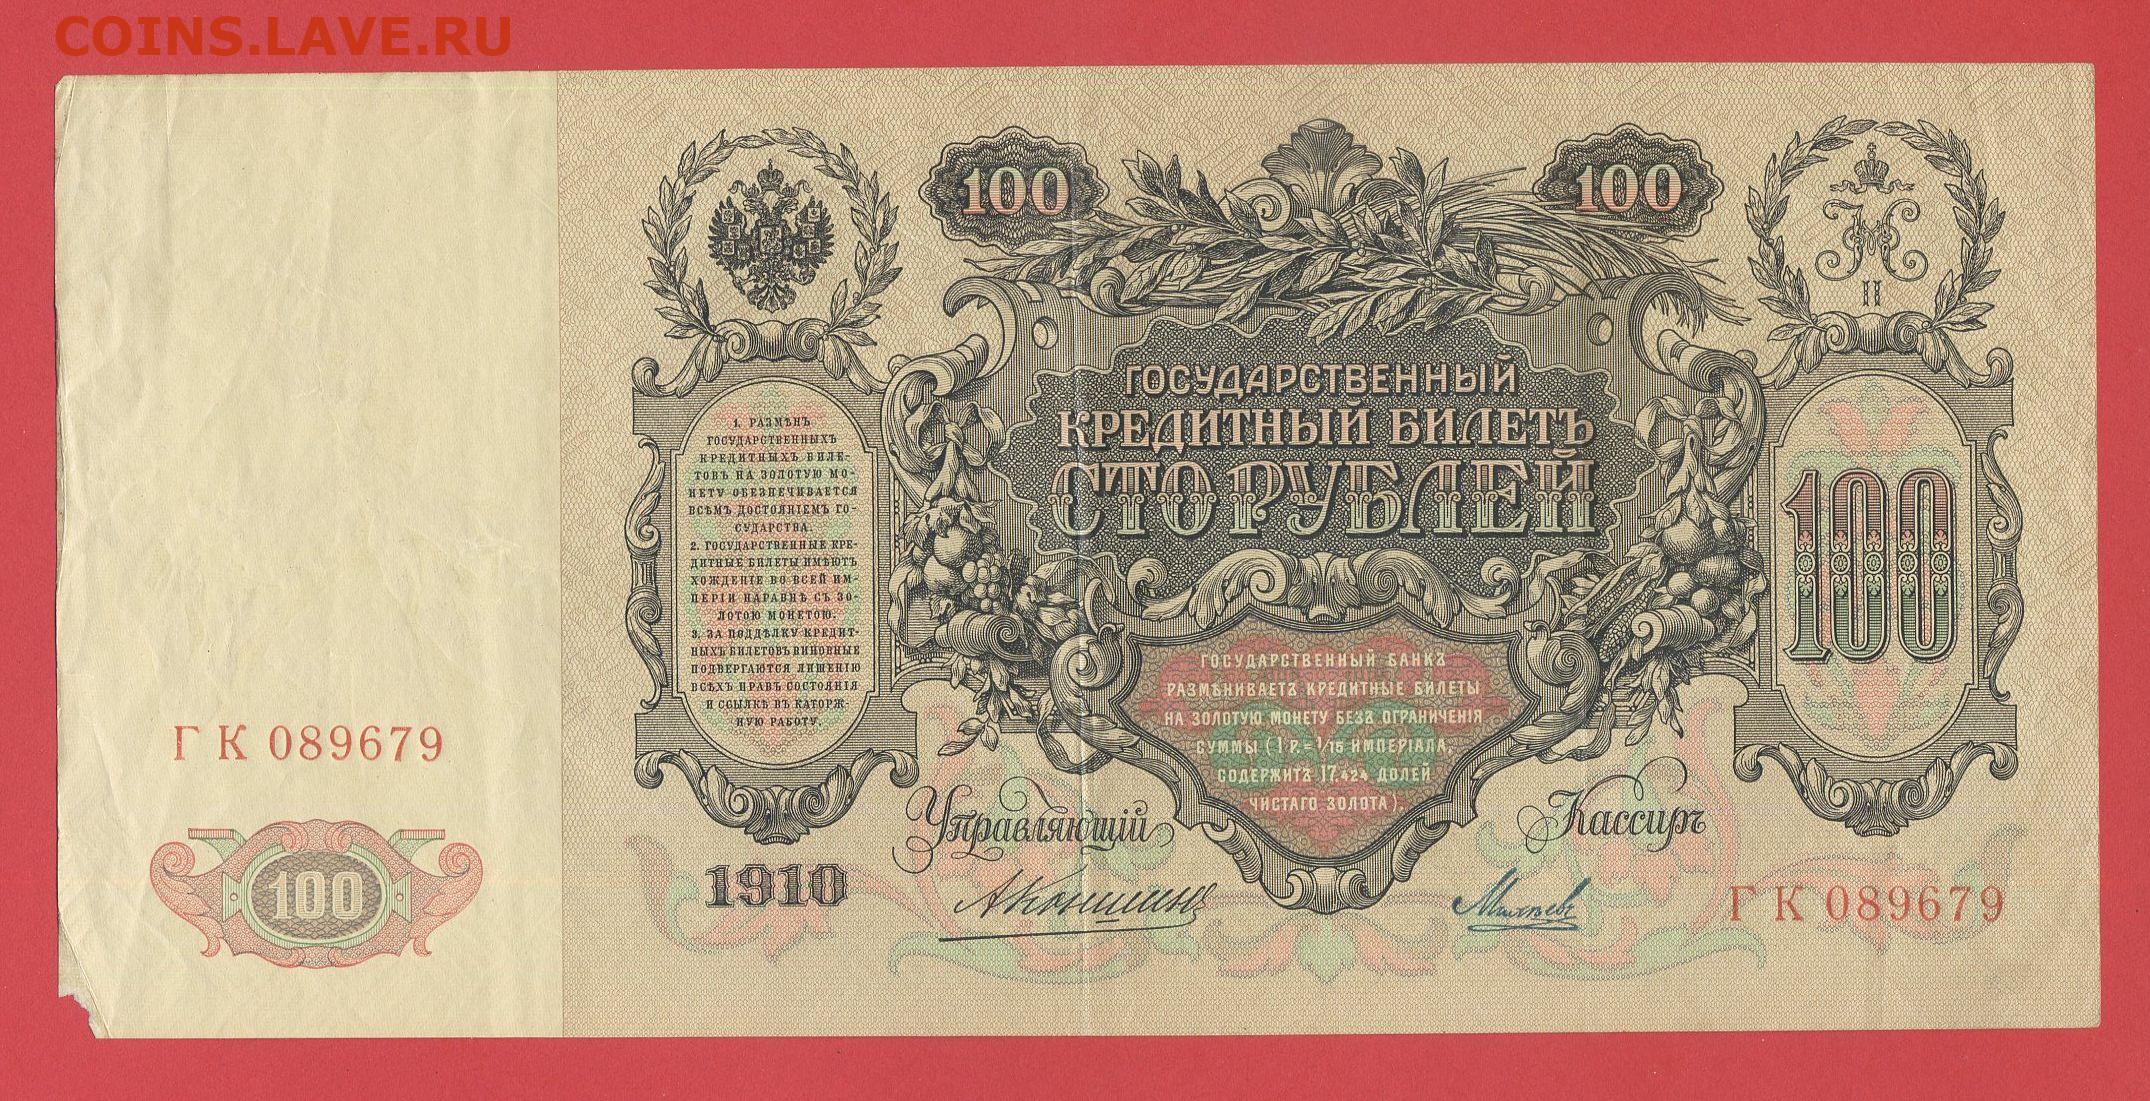 COINS.LAVE.RU
100
100
Н
II
ГОСУДАРСТВЕННЫЙ
КРЕДИТНЫЙ БИЛЕТЪ
СТО РУБЛЕЙ
1. РАЗМѢНЪ
ГОСУДАРСТВЕННЫХЪ
КРЕДИТНЫХЪ БИЛЕ-
ТОВЪ НА ЗОЛОТУЮ МО-
НЕТУ ОБЕЗПЕЧИВАЕТСЯ
ВСѢМЪ ДОСТОЯНІЕМЪ ГО-
СУДАРСТВА.
2. ГОСУДАРСТВЕННЫЕ КРЕ-
ДИТНЫЕ БИЛЕТЫ ИМѢЮТЪ
ХОЖДЕНІЕ ВО ВСЕЙ ИМ-
ПЕРІИ НАРАВНѢ СЪ ЗО-
ЛОТОЮ МОНЕТОЮ.
3. ЗА ПОДДѢЛКУ КРЕДИТ-
НЫХЪ БИЛЕТОВЪ ВИНОВНЫЕ
ПОДВЕРГАЮТСЯ ЛИШЕНІЮ
ВСѢХЪ ПРАВЪ СОСТОЯНІЯ
И ССЫЛКѢ ВЪ КАТОРЖ-
НУЮ РАБОТУ.
100
ГОСУДАРСТВЕННЫЙ БАНКЪ
РАЗМѢНИВАЕТЪ КРЕДИТНЫЕ БИЛЕТЫ
НА ЗОЛОТУЮ МОНЕТУ БЕЗЪ ОГРАНИЧЕНІЯ
СУММЫ (1 Р.=1/15 ИМПЕРІАЛА,
СОДЕРЖИТЪ 17,424 ДОЛЕЙ
ЧИСТАГО ЗОЛОТА).
ГК 089679
100
Управляющій
Кассиръ
1910
АКоншинъ
ГК 089679